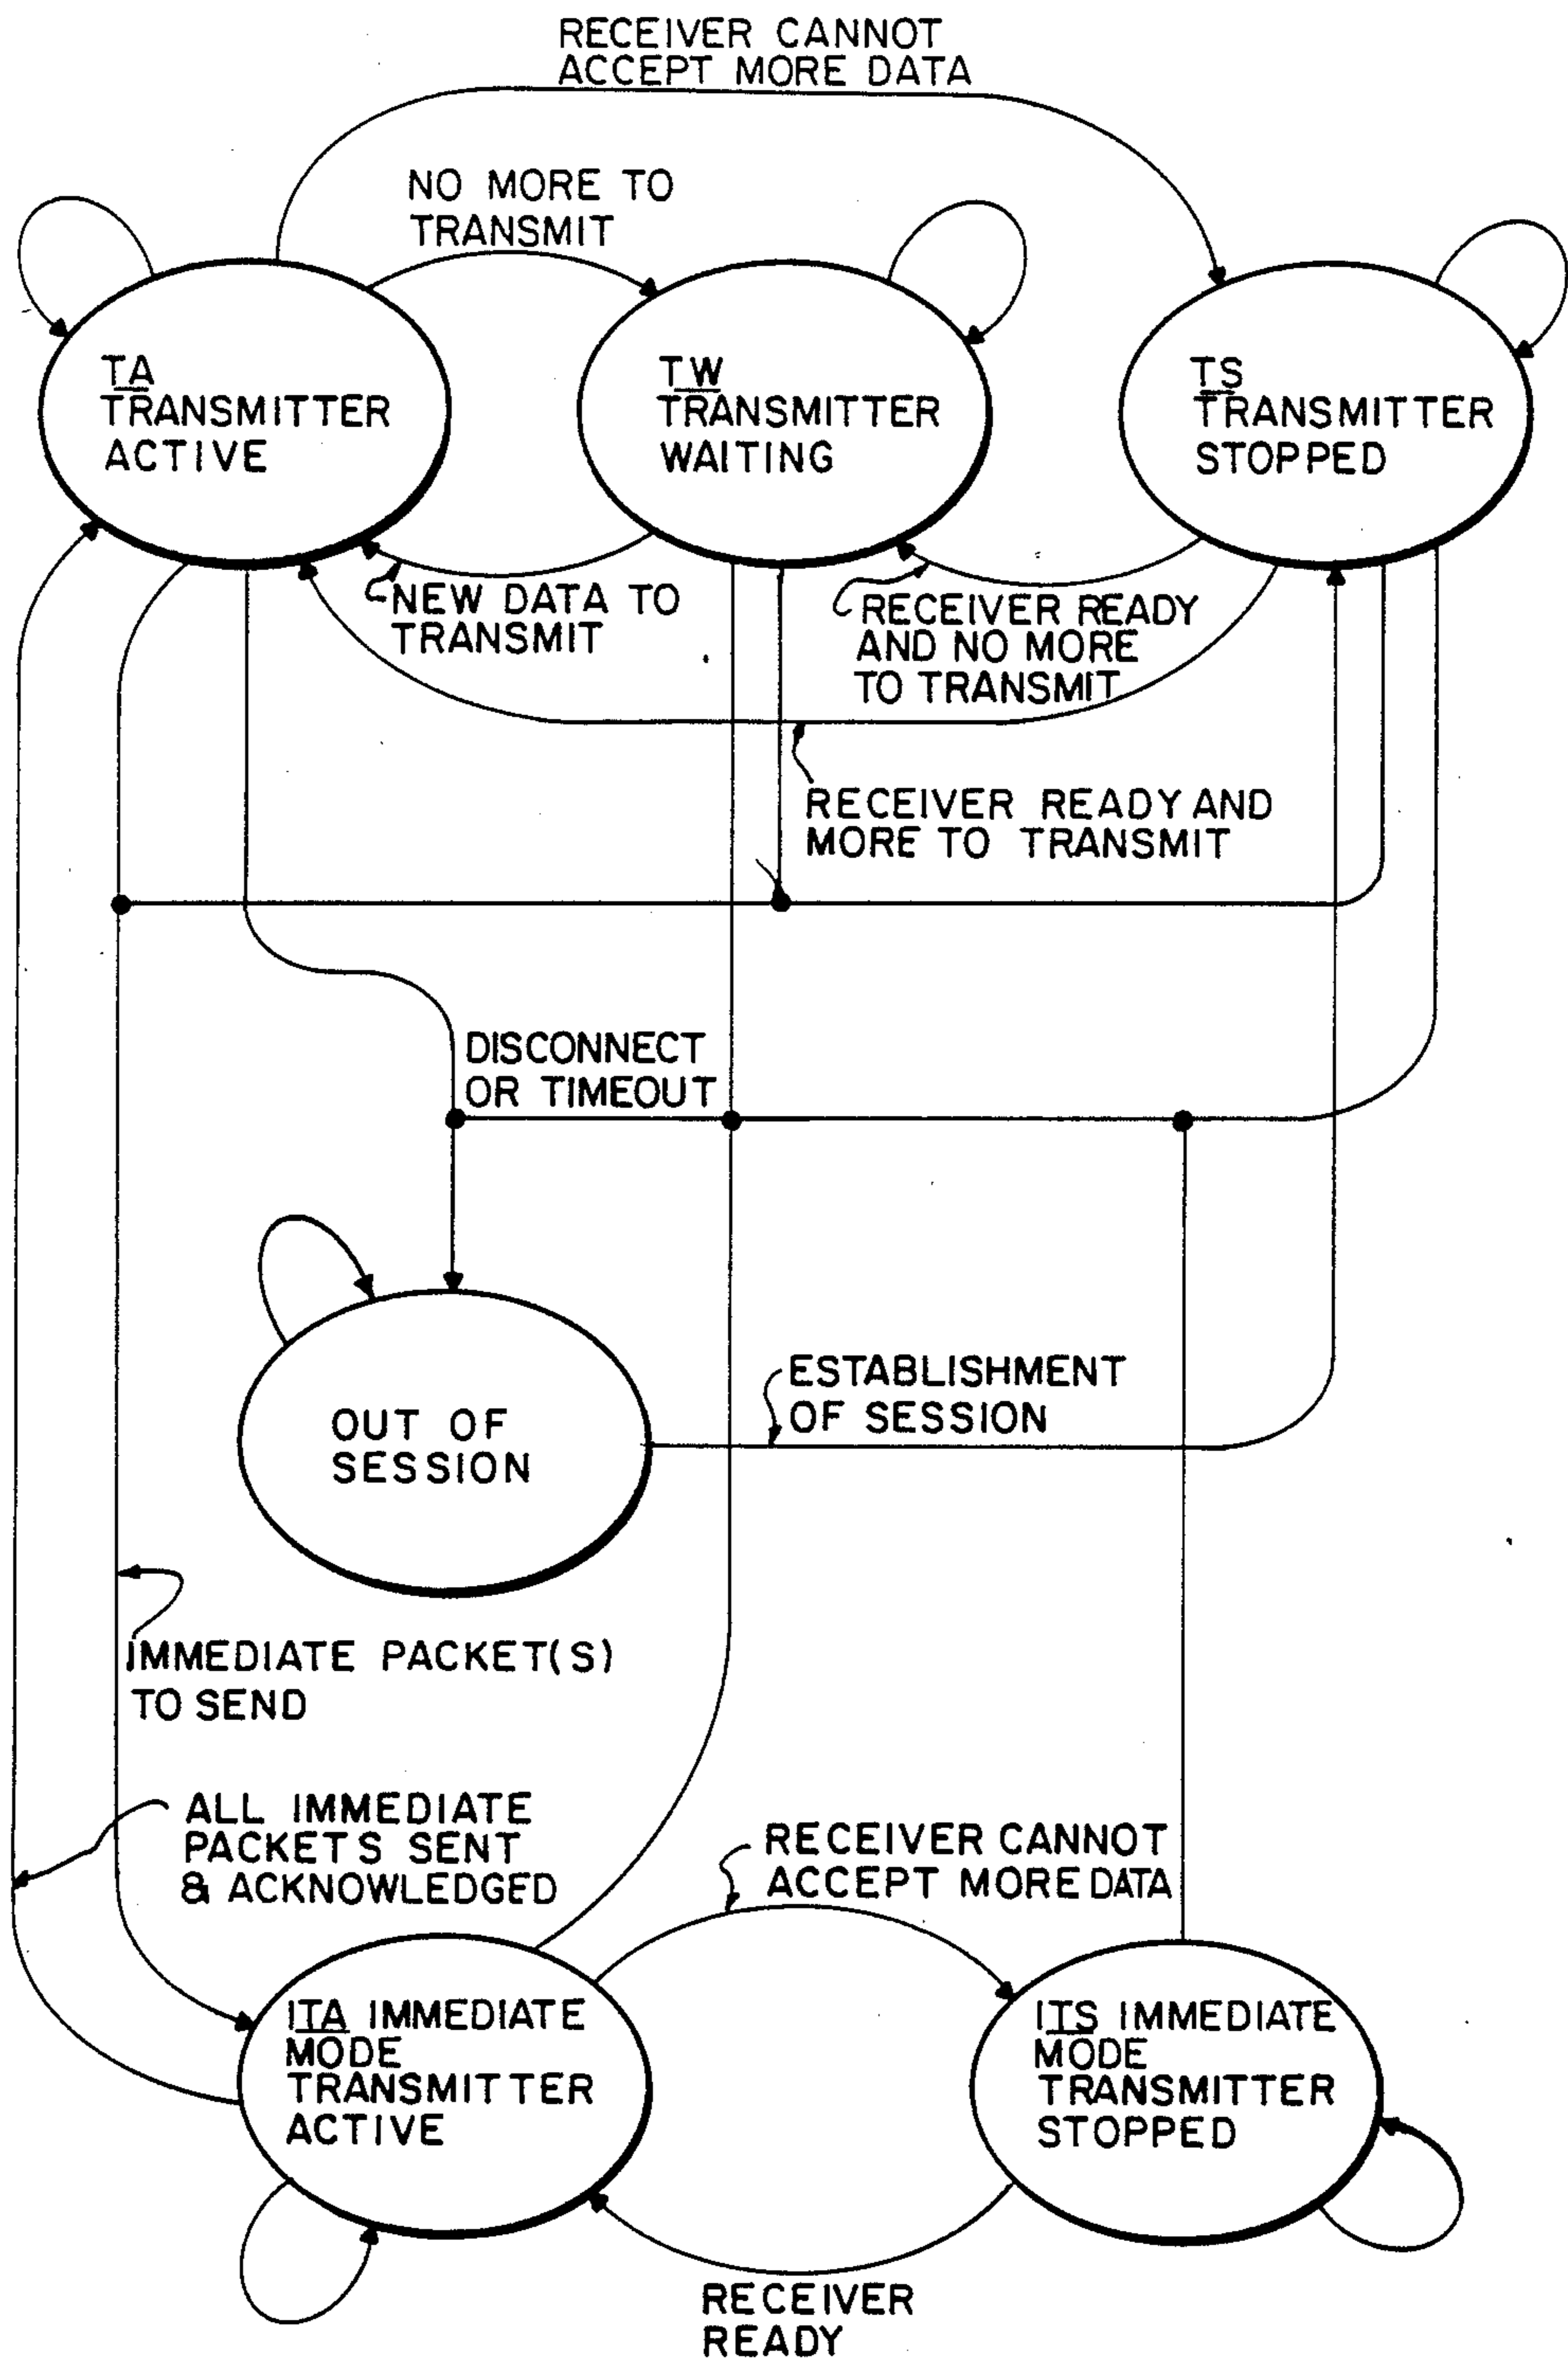 RECEIVER CANNOT
ACCEPT MORE DATA
NO MORE TO
TRANSMIT
TA
TRANSMITTER
ACTIVE
TW
TRANSMITTER
WAITING
TS
TRANSMITTER
STOPPED
NEW DATA TO
TRANSMIT
RECEIVER READY
AND NO MORE
TO TRANSMIT
RECEIVER READY AND
MORE TO TRANSMIT
DISCONNECT
OR TIMEOUT
OUT OF
SESSION
ESTABLISHMENT
OF SESSION
IMMEDIATE PACKET(S)
TO SEND
ALL IMMEDIATE
PACKETS SENT
& ACKNOWLEDGED
RECEIVER CANNOT
ACCEPT MORE DATA
ITA IMMEDIATE
MODE
TRANSMITTER
ACTIVE
ITS IMMEDIATE
MODE
TRANSMITTER
STOPPED
RECEIVER
READY